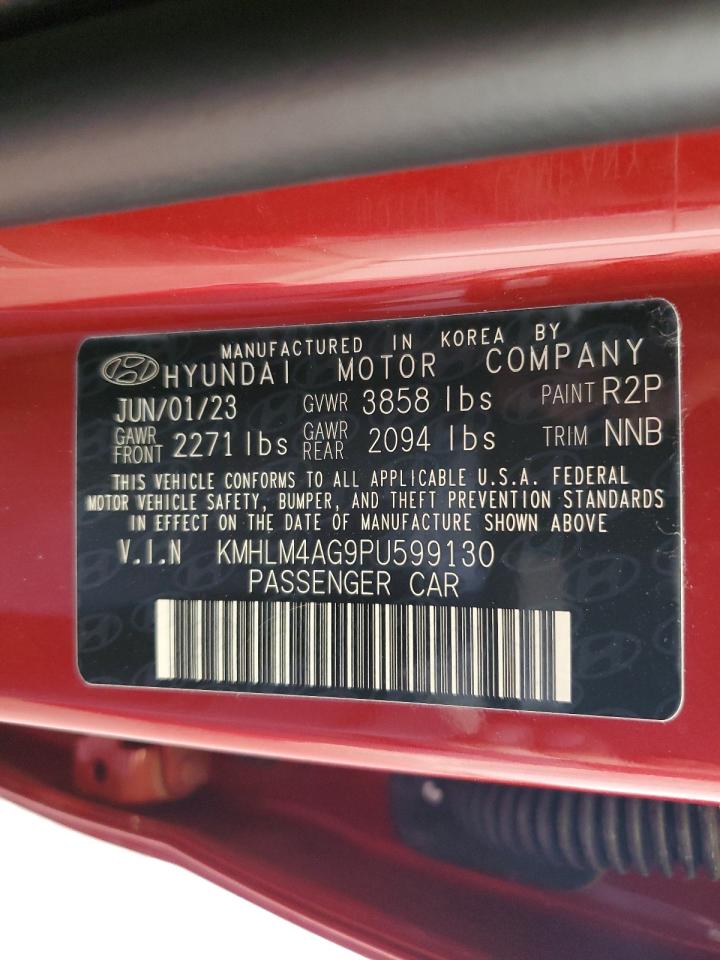 MANUFACTURED IN KOREA BY
HYUNDAI MOTOR COMPANY
JUN/01/23 GVWR 3858 lbs PAINT R2P
GAWR FRONT 2271 lbs GAWR REAR 2094 lbs TRIM NNB
THIS VEHICLE CONFORMS TO ALL APPLICABLE U.S.A. FEDERAL
MOTOR VEHICLE SAFETY, BUMPER, AND THEFT PREVENTION STANDARDS
IN EFFECT ON THE DATE OF MANUFACTURE SHOWN ABOVE
V.I.N KMHLM4AG9PU599130
PASSENGER CAR